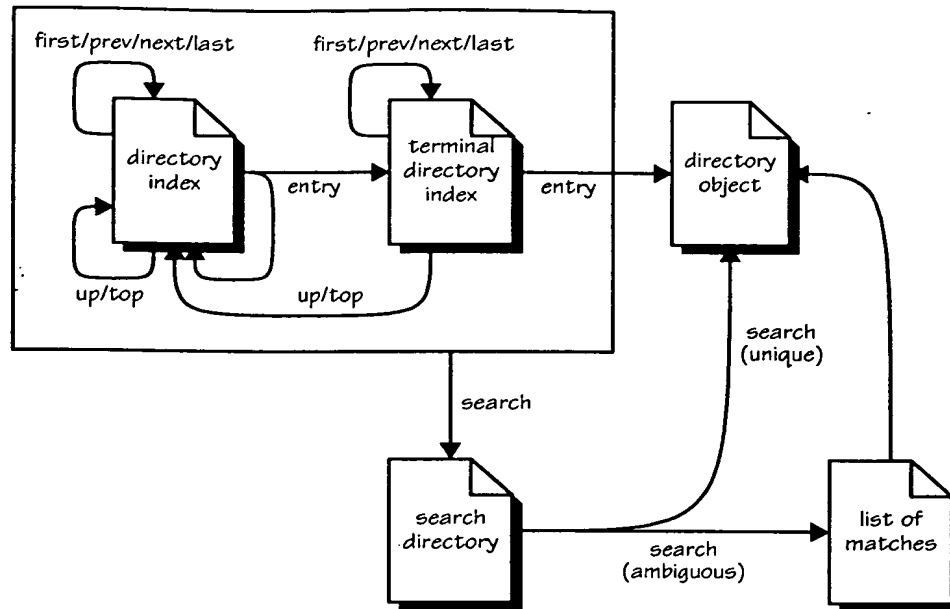 first/prev/next/last
first/prev/next/last
directory
index
entry
terminal
directory
index
entry
directory
object
up/top
up/top
search
(unique)
search
search
directory
search
(ambiguous)
list of
matches